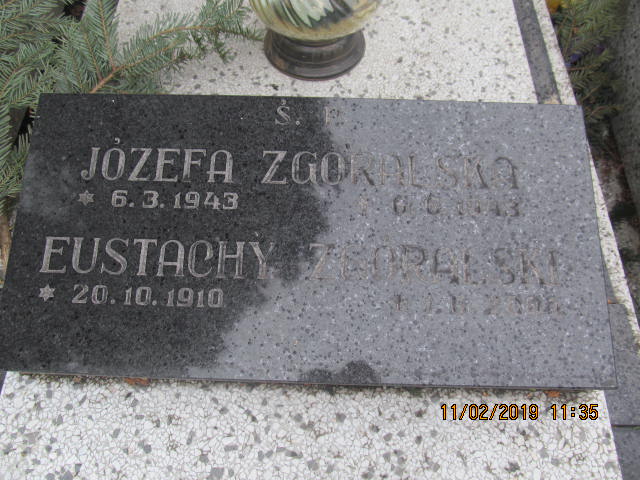 Ś. P.
JÓZEFA ZGORALSKA
* 6.3.1943
EUSTACHY ZGORALSKI
* 20.10.1910
11/02/2019 11:35